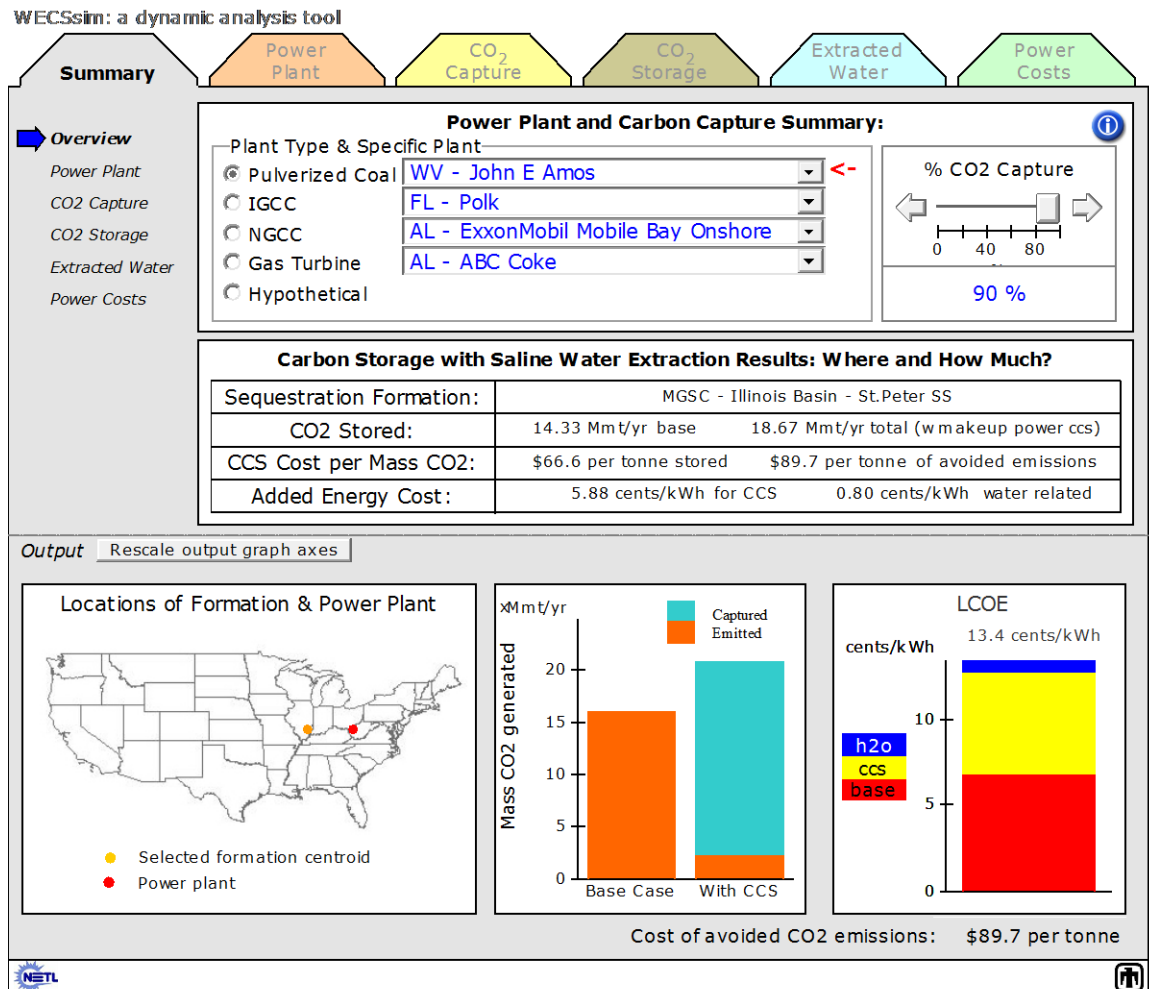 WECSsim: a dynamic analysis tool
Summary
Power
Plant
CO2
Capture
CO2
Storage
Extracted
Water
Power
Costs
Overview
Power Plant
CO2 Capture
CO2 Storage
Extracted Water
Power Costs
Power Plant and Carbon Capture Summary:
Plant Type & Specific Plant
Pulverized Coal WV - John E Amos <-
IGCC FL - Polk
NGCC AL - ExxonMobil Mobile Bay Onshore
Gas Turbine AL - ABC Coke
Hypothetical
% CO2 Capture
0 40 80
90 %
Carbon Storage with Saline Water Extraction Results: Where and How Much?
Sequestration Formation: MGSC - Illinois Basin - St.Peter SS
CO2 Stored: 14.33 Mmt/yr base 18.67 Mmt/yr total (w makeup power ccs)
CCS Cost per Mass CO2: $66.6 per tonne stored $89.7 per tonne of avoided emissions
Added Energy Cost: 5.88 cents/kWh for CCS 0.80 cents/kWh water related
Output Rescale output graph axes
Locations of Formation & Power Plant
Selected formation centroid
Power plant
xMmt/yr
Captured
Emitted
Mass CO2 generated
20
15
10
5
0
Base Case With CCS
LCOE
13.4 cents/kWh
cents/kWh
10
h2o
ccs
base
5
0
Cost of avoided CO2 emissions: $89.7 per tonne
NETL